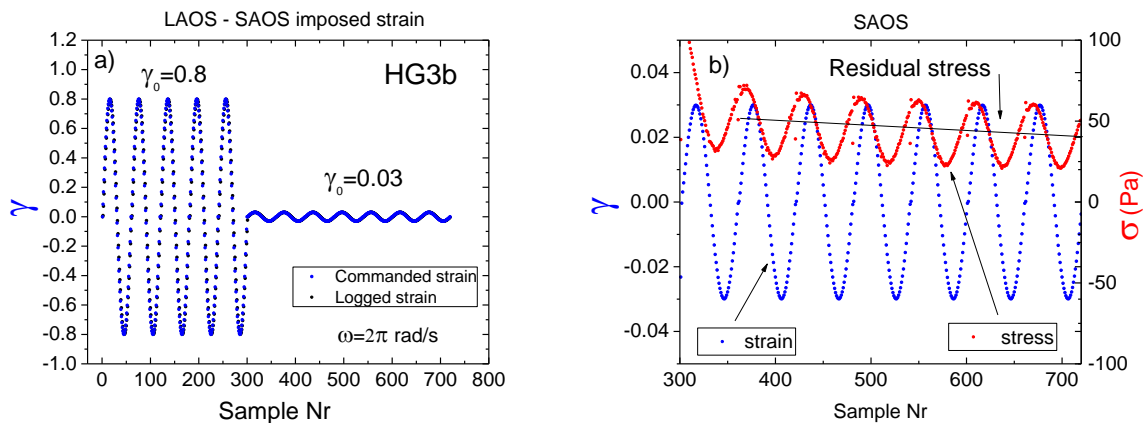 LAOS - SAOS imposed strain
a)
γ₀=0.8
HG3b
γ₀=0.03
Commanded strain
Logged strain
ω=2π rad/s
γ
1.2
1.0
0.8
0.6
0.4
0.2
0.0
-0.2
-0.4
-0.6
-0.8
-1.0
0 100 200 300 400 500 600 700 800
Sample Nr
SAOS
b)
Residual stress
strain
stress
γ
0.04
0.02
0.00
-0.02
-0.04
100
50
0
-50
-100
σ (Pa)
300 400 500 600 700
Sample Nr